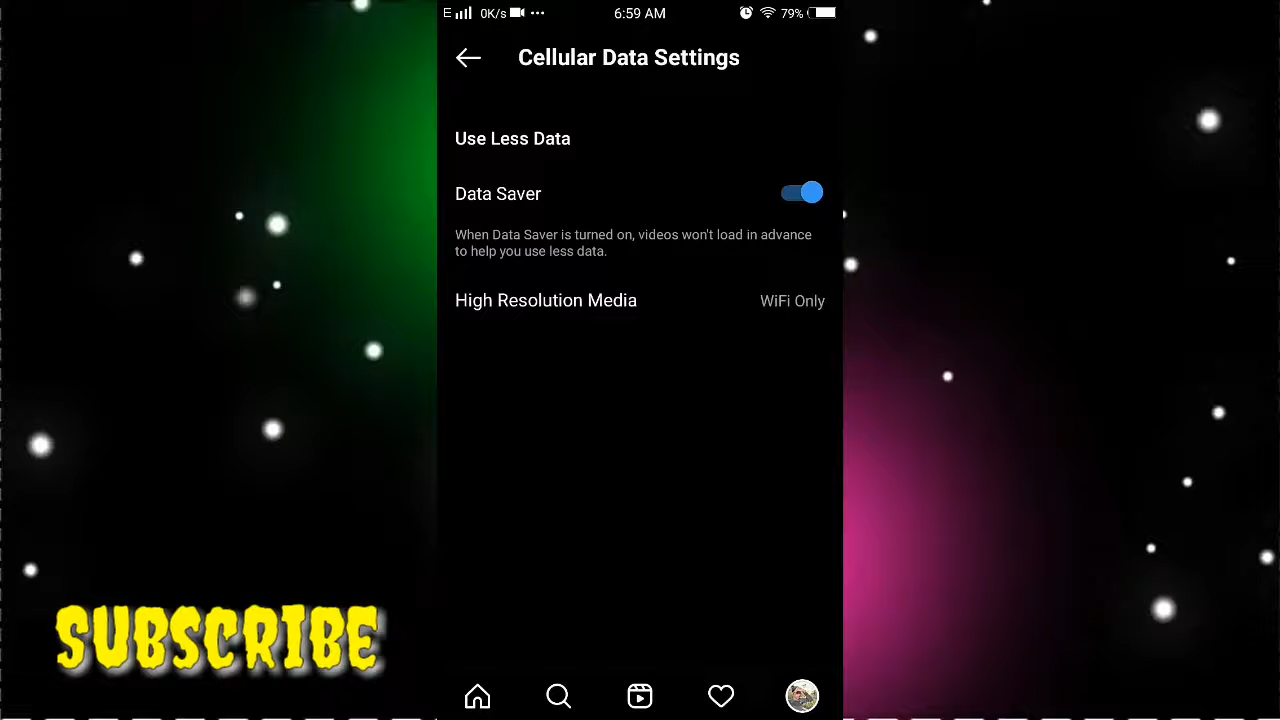 E 0K/s ... 6:59 AM 79%
Cellular Data Settings
Use Less Data
Data Saver
When Data Saver is turned on, videos won't load in advance
to help you use less data.
High Resolution Media WiFi Only
SUBSCRIBE